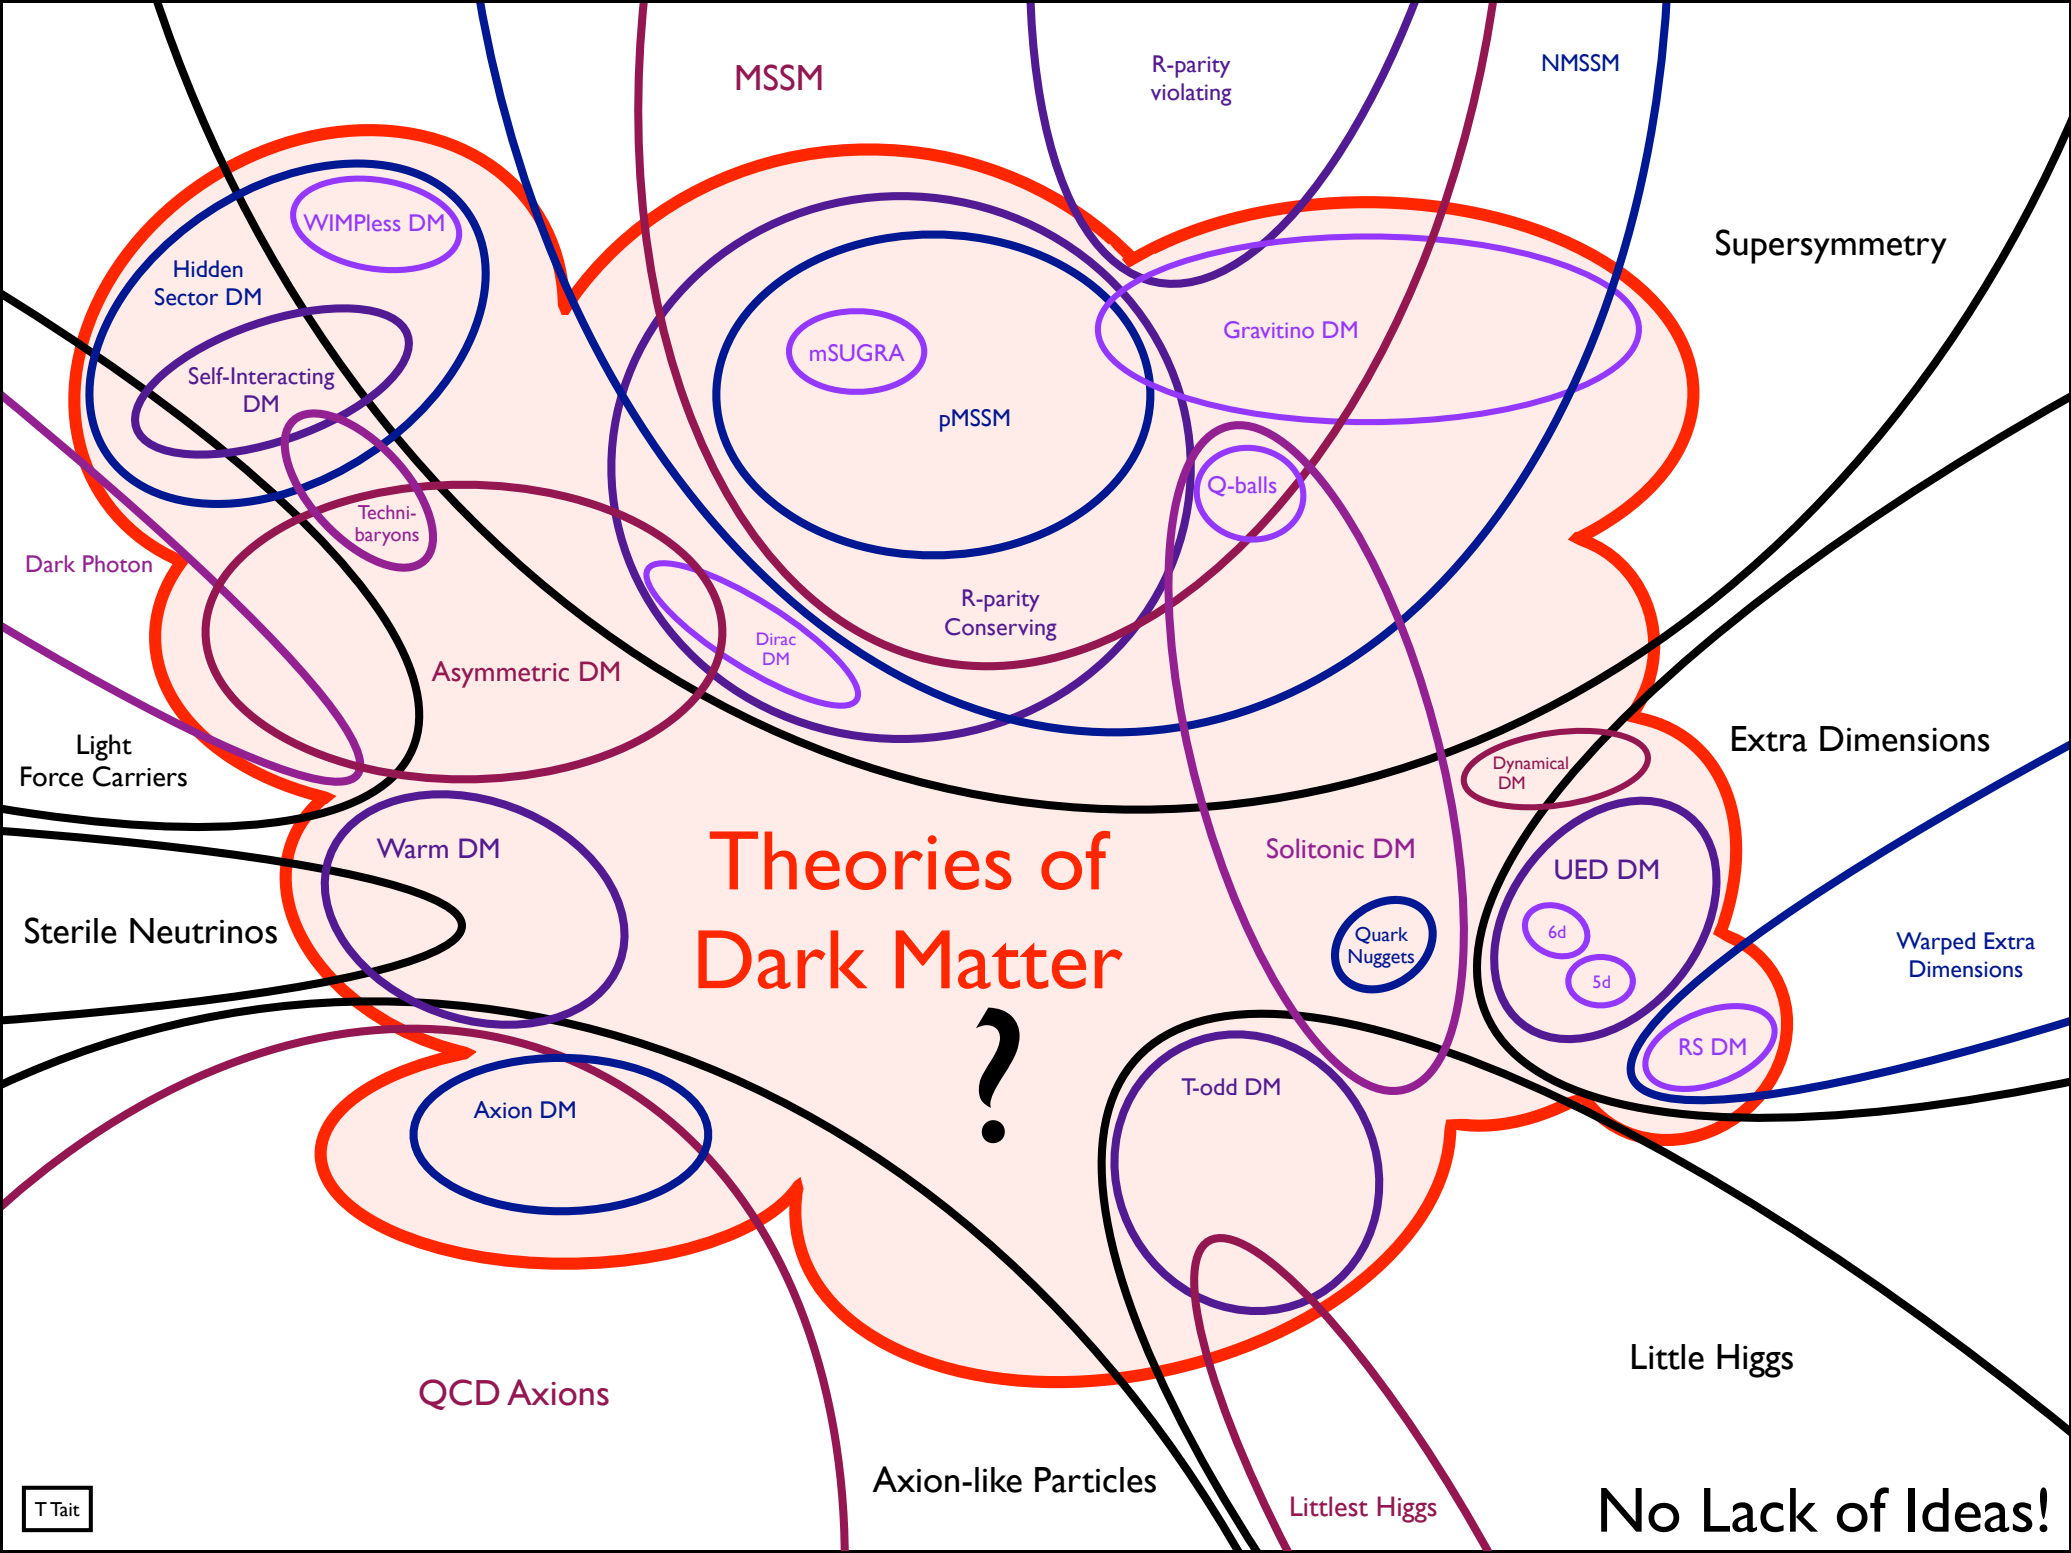 MSSM
R-parity
violating
NMSSM
WIMPless DM
Supersymmetry
Hidden
Sector DM
Gravitino DM
mSUGRA
Self-Interacting
DM
pMSSM
Q-balls
Techni-
baryons
Dark Photon
R-parity
Conserving
Dirac
DM
Asymmetric DM
Light
Force Carriers
Extra Dimensions
Dynamical
DM
Warm DM
Theories of
Dark Matter
?
Solitonic DM
UED DM
Sterile Neutrinos
Quark
Nuggets
6d
5d
Warped Extra
Dimensions
RS DM
Axion DM
T-odd DM
Little Higgs
QCD Axions
Axion-like Particles
Littlest Higgs
T Tait
No Lack of Ideas!